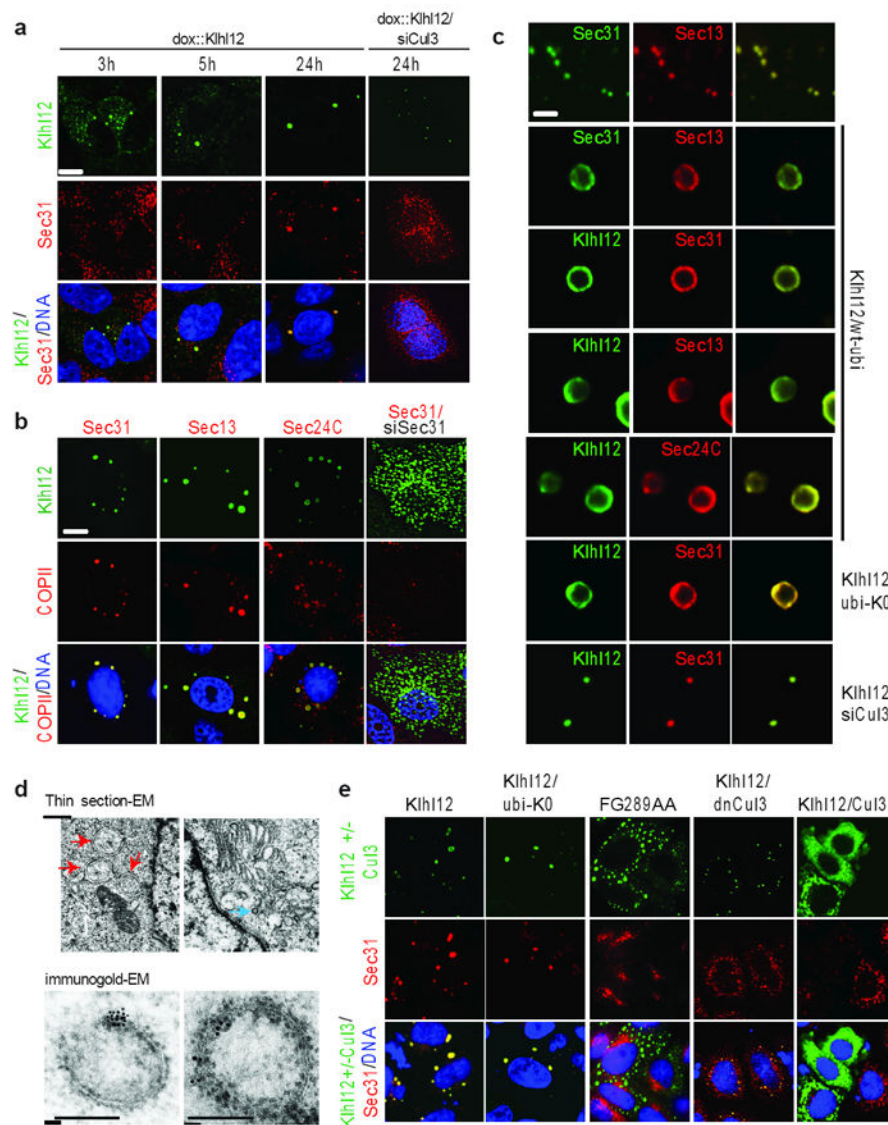 a
dox::Klhl12
dox::Klhl12/
siCul3
3h
5h
24h
24h
Klhl12
Sec31
Klhl12/
Sec31/DNA
b
Sec31
Sec13
Sec24C
Sec31/
siSec31
Klhl12
COPII
Klhl12/
COPII/DNA
c
Sec31
Sec13
Sec31
Sec13
Klhl12
Sec31
Klhl12
Sec13
Klhl12
Sec24C
Klhl12
Sec31
Klhl12
Sec31
Klhl12/wt-ubi
Klhl12
ubi-K0
Klhl12
siCul3
d
Thin section-EM
immunogold-EM
e
Klhl12
Klhl12/
ubi-K0
FG289AA
Klhl12/
dnCul3
Klhl12/Cul3
Klhl12 +/-
Cul3
Sec31
Klhl12+/-Cul3/
Sec31/DNA